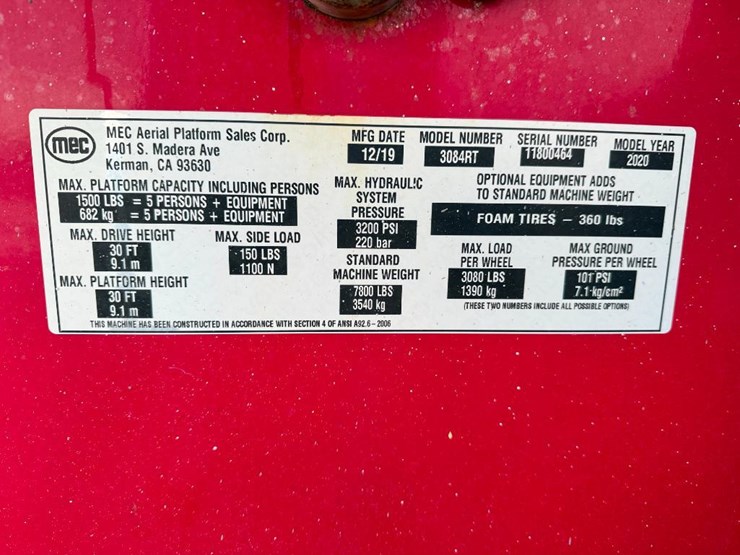 mec
MEC Aerial Platform Sales Corp.
1401 S. Madera Ave
Kerman, CA 93630
MFG DATE
12/19
MODEL NUMBER
3084RT
SERIAL NUMBER
11800464
MODEL YEAR
2020
MAX. PLATFORM CAPACITY INCLUDING PERSONS
1500 LBS = 5 PERSONS + EQUIPMENT
682 kg = 5 PERSONS + EQUIPMENT
MAX. DRIVE HEIGHT
30 FT
9.1 m
MAX. SIDE LOAD
150 LBS
1100 N
MAX. PLATFORM HEIGHT
30 FT
9.1 m
MAX. HYDRAULIC
SYSTEM
PRESSURE
3200 PSI
220 bar
STANDARD
MACHINE WEIGHT
7800 LBS
3540 kg
OPTIONAL EQUIPMENT ADDS
TO STANDARD MACHINE WEIGHT
FOAM TIRES – 360 lbs
MAX. LOAD
PER WHEEL
3080 LBS
1390 kg
MAX GROUND
PRESSURE PER WHEEL
101 PSI
7.1 kg/cm²
(THESE TWO NUMBERS INCLUDE ALL POSSIBLE OPTIONS)
THIS MACHINE HAS BEEN CONSTRUCTED IN ACCORDANCE WITH SECTION 4 OF ANSI A92.6–2006